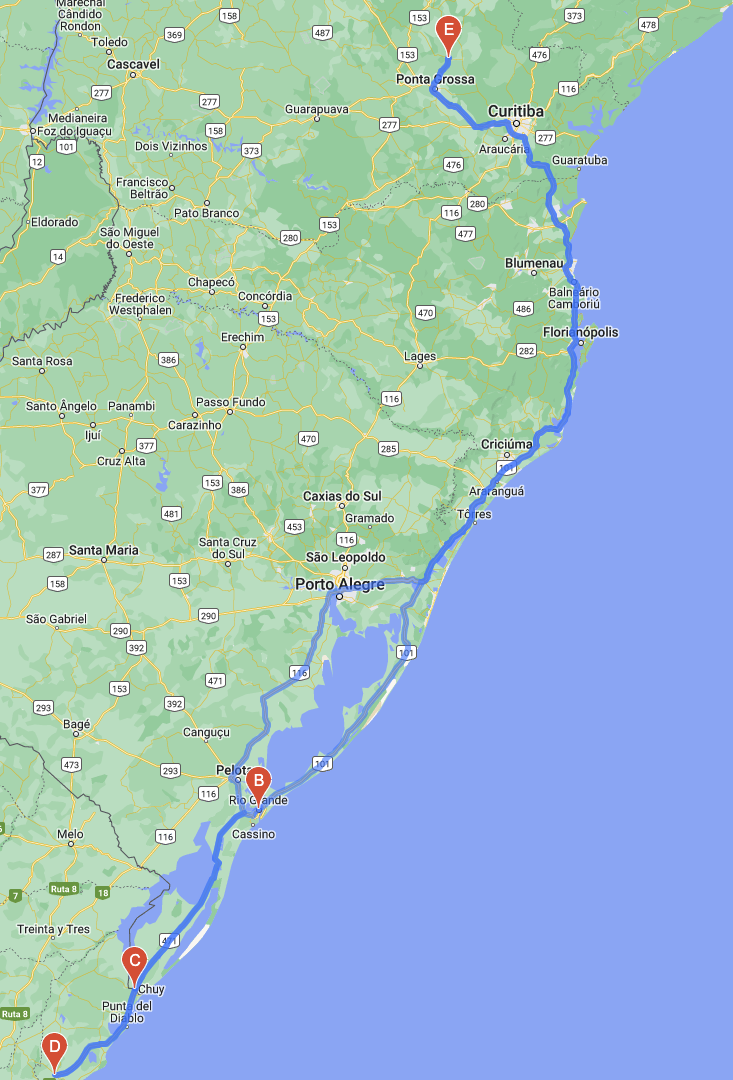 Marechal
Cândido
Rondon
158
153
373
478
369
487
E
Toledo
153
476
Cascavel
Ponta Grossa
277
116
277
Guarapuava
Curitiba
Medianeira
Foz do Iguaçu
158
277
277
101
Dois Vizinhos
373
Araucária
12
476
Guaratuba
Francisco
Beltrão
Eldorado
Pato Branco
116
280
153
São Miguel
do Oeste
280
477
14
Blumenau
Chapecó
Concórdia
Balneário
Camboriú
Frederico
Westphalen
153
470
486
Erechim
Florianópolis
386
Lages
282
Santa Rosa
116
Santo Ângelo
Panambi
Passo Fundo
Ijuí
Carazinho
470
Criciúma
377
285
Cruz Alta
101
377
153
386
Araranguá
Caxias do Sul
481
Gramado
Tôrres
453
116
287
Santa Maria
Santa Cruz
do Sul
São Leopoldo
158
153
Porto Alegre
São Gabriel
290
290
392
101
116
471
153
392
293
Bagé
Canguçu
101
473
293
Pelotas
B
116
Rio Grande
Melo
116
Cassino
Ruta 8
7
18
Treinta y Tres
471
C
Chuy
Punta del
Diablo
Ruta 8
D